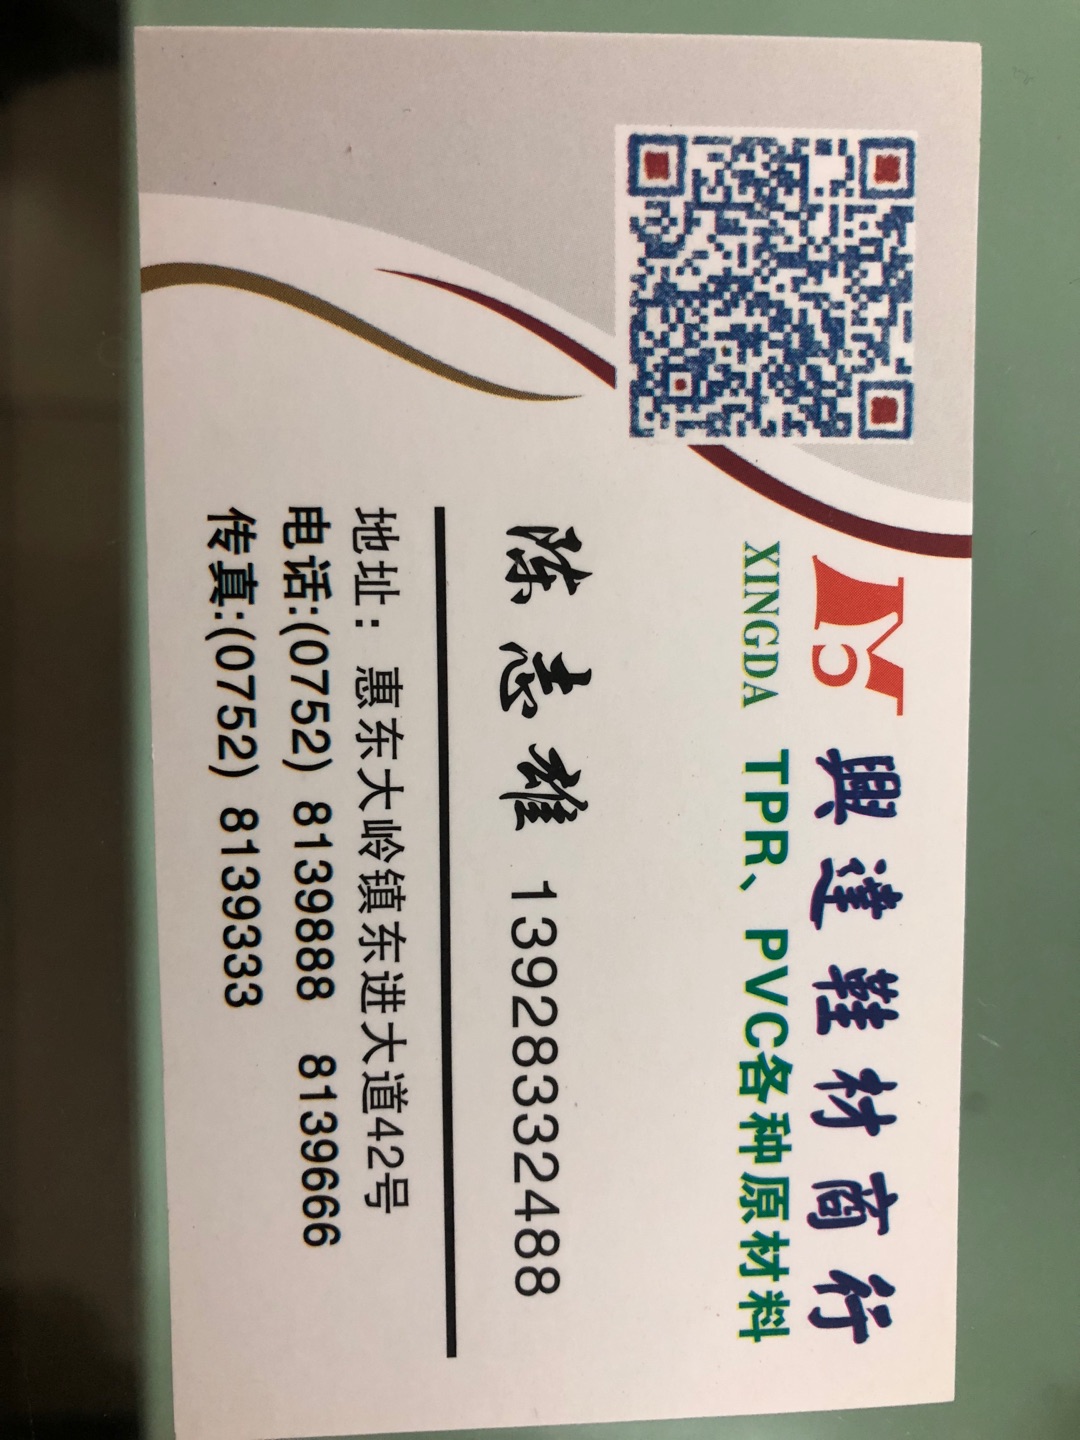 興達鞋材商行
XINGDA TPR、PVC各种原材料
陈志雄 13928332488
地址：惠东大岭镇东进大道42号
电话:(0752) 8139888 8139666
传真:(0752) 8139333